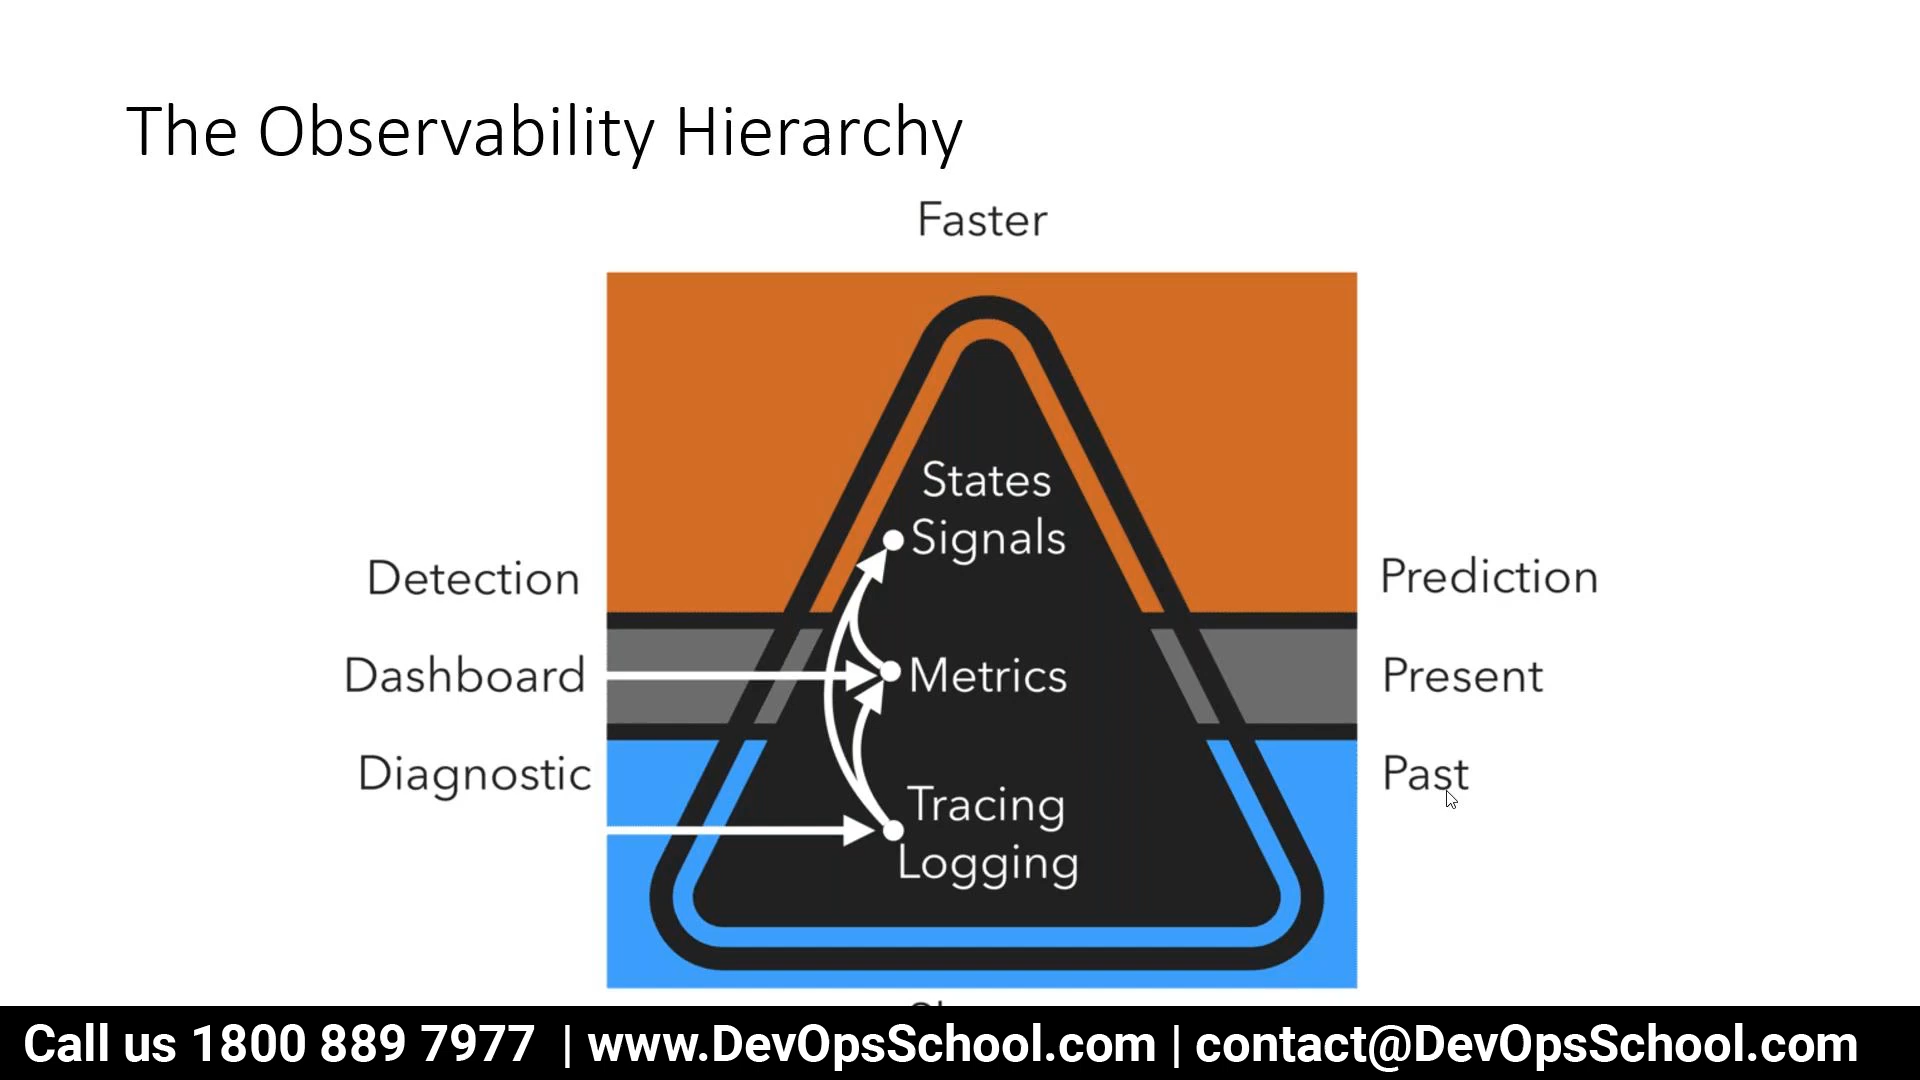 The Observability Hierarchy
Faster
States
Signals
Detection
Prediction
Dashboard
Metrics
Present
Diagnostic
Past
Tracing
Logging
Call us 1800 889 7977 | www.DevOpsSchool.com | contact@DevOpsSchool.com